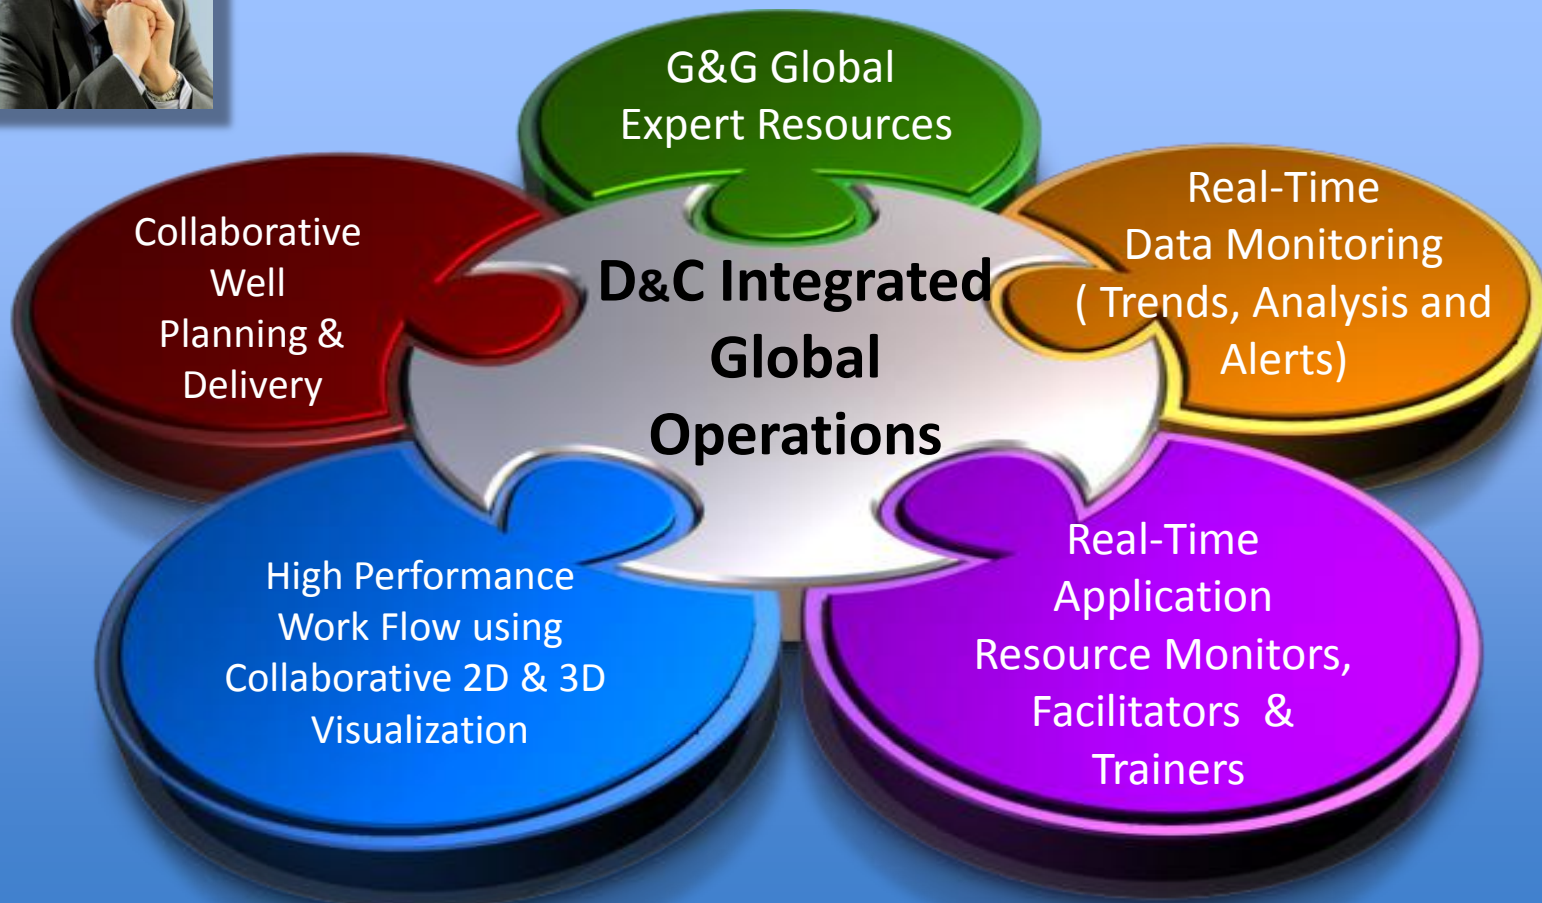 G&G Global
Expert Resources
Collaborative
Well
Planning &
Delivery
Real-Time
Data Monitoring
( Trends, Analysis and
Alerts)
D&C Integrated
Global
Operations
High Performance
Work Flow using
Collaborative 2D & 3D
Visualization
Real-Time
Application
Resource Monitors,
Facilitators  &
Trainers